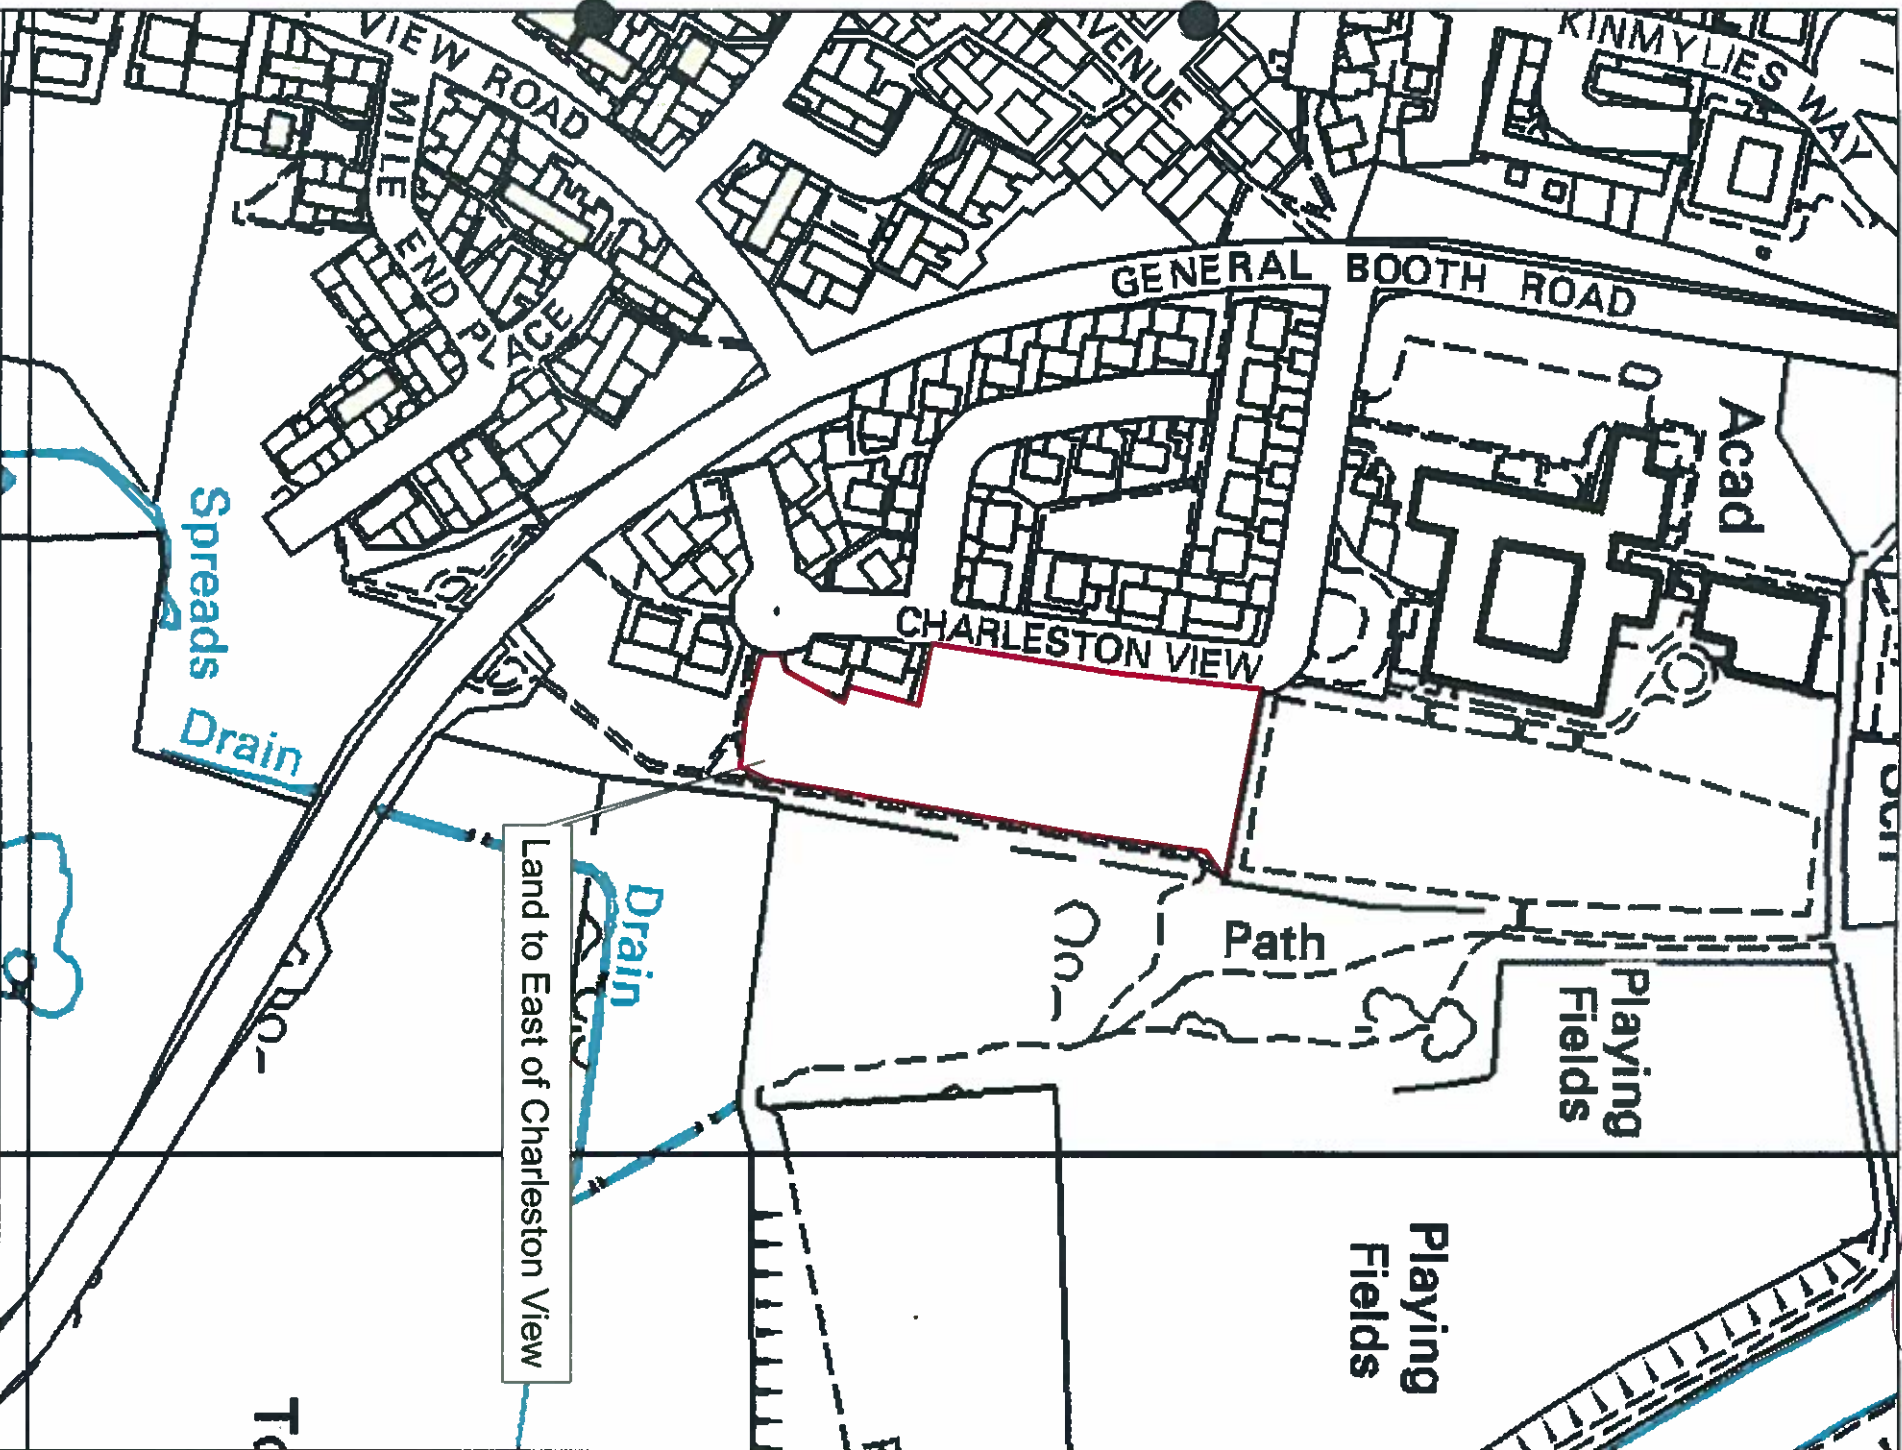 VIEW ROAD
AVENUE
KINMYLIES WAY
MILE
END PLACE
GENERAL BOOTH ROAD
Acad
Spreads
CHARLESTON VIEW
Drain
Drain
Land to East of Charleston View
Path
Playing
Fields
Playing
Fields